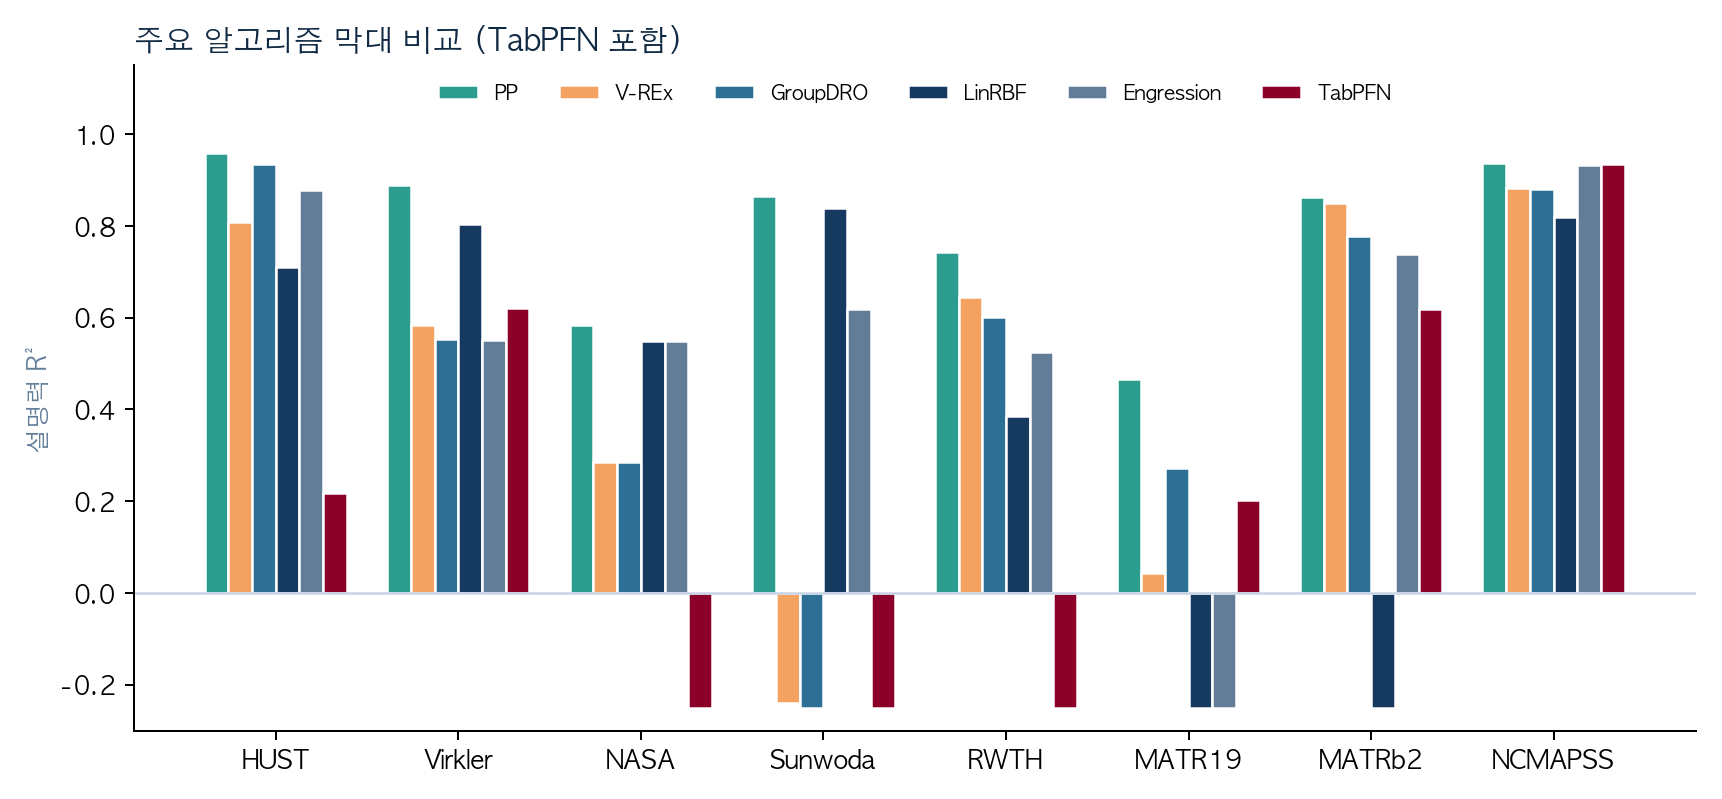 주요 알고리즘 막대 비교 (TabPFN 포함)
PP V-REx GroupDRO LinRBF Engression TabPFN
설명력 R²
1.0
0.8
0.6
0.4
0.2
0.0
-0.2
HUST Virkler NASA Sunwoda RWTH MATR19 MATRb2 NCMAPSS